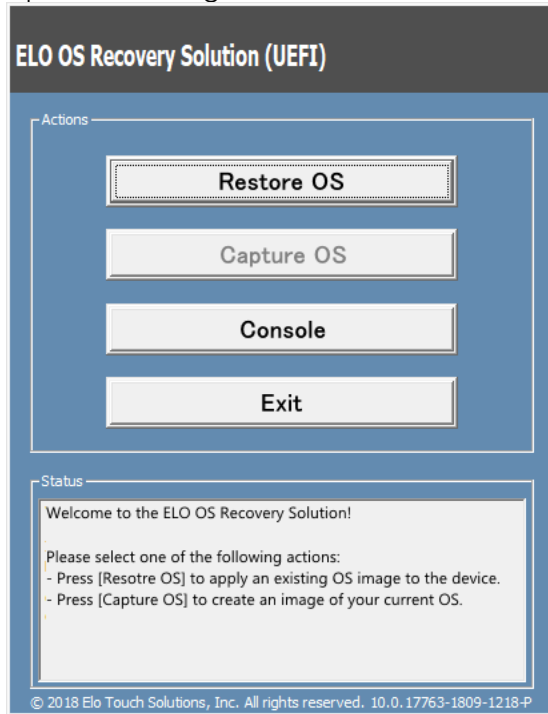 ELO OS Recovery Solution (UEFI)
Actions
Restore OS
Capture OS
Console
Exit
Status
Welcome to the ELO OS Recovery Solution!
Please select one of the following actions:
- Press [Resotre OS] to apply an existing OS image to the device.
- Press [Capture OS] to create an image of your current OS.
© 2018 Elo Touch Solutions, Inc. All rights reserved. 10.0.17763-1809-1218-P